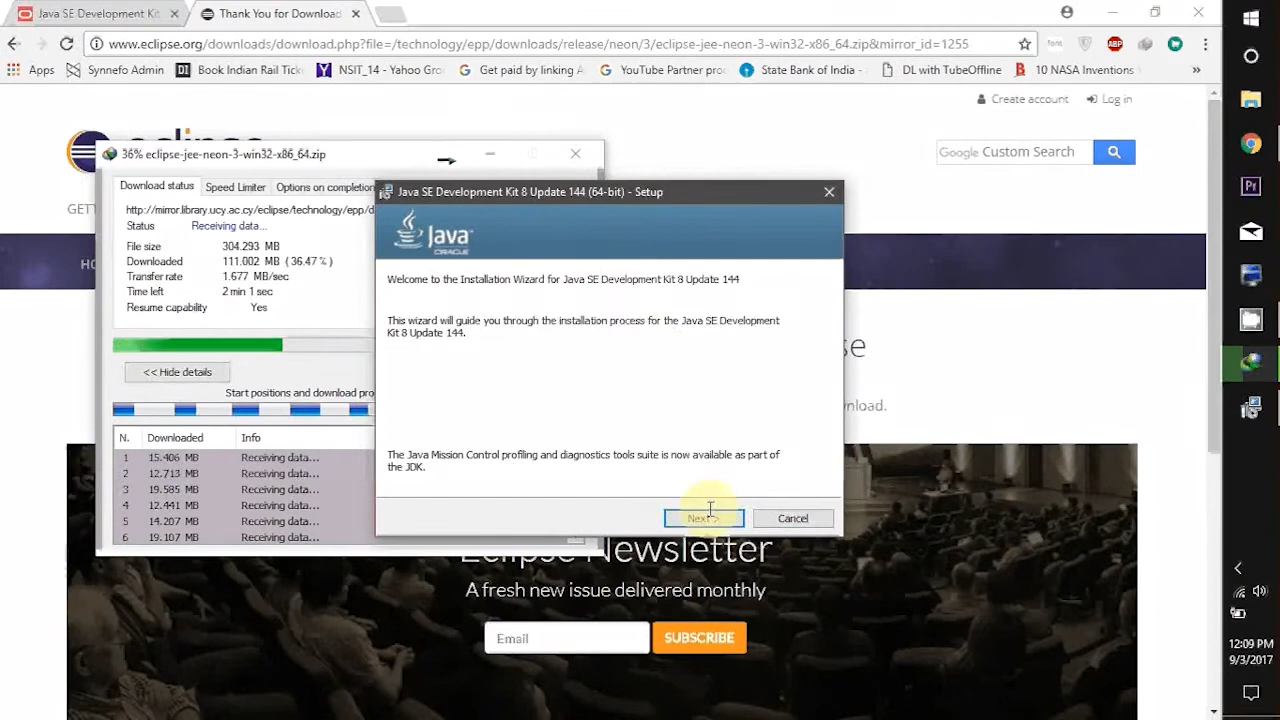 Java SE Development Kit
Thank You for Download
www.eclipse.org/downloads/download.php?file=/technology/epp/downloads/release/neon/3/eclipse-jee-neon-3-win32-x86_64.zip&mirror_id=1255
font
ABP
Apps
Synnefo Admin
Book Indian Rail Tick
NSIT_14 - Yahoo Gro
Get paid by linking A
YouTube Partner pro
State Bank of India -
DL with TubeOffline
10 NASA Inventions
»
Create account
Log in
Google Custom Search
GET
HO
36% eclipse-jee-neon-3-win32-x86_64.zip
Download status
Speed Limiter
Options on completion
http://mirror.library.ucy.ac.cy/eclipse/technology/epp/d
Status
Receiving data...
File size
304.293 MB
Downloaded
111.002 MB ( 36.47 % )
Transfer rate
1.677 MB/sec
Time left
2 min 1 sec
Resume capability
Yes
<< Hide details
Start positions and download pro
N.
Downloaded
Info
1 15.406 MB Receiving data...
2 12.713 MB Receiving data...
3 19.585 MB Receiving data...
4 12.441 MB Receiving data...
5 14.207 MB Receiving data...
6 19.107 MB Receiving data...
Java SE Development Kit 8 Update 144 (64-bit) - Setup
Java
ORACLE
Welcome to the Installation Wizard for Java SE Development Kit 8 Update 144
This wizard will guide you through the installation process for the Java SE Development
Kit 8 Update 144.
The Java Mission Control profiling and diagnostics tools suite is now available as part of
the JDK.
Next >
Cancel
se
nload.
Eclipse Newsletter
A fresh new issue delivered monthly
Email
SUBSCRIBE
Pr
12:09 PM
9/3/2017